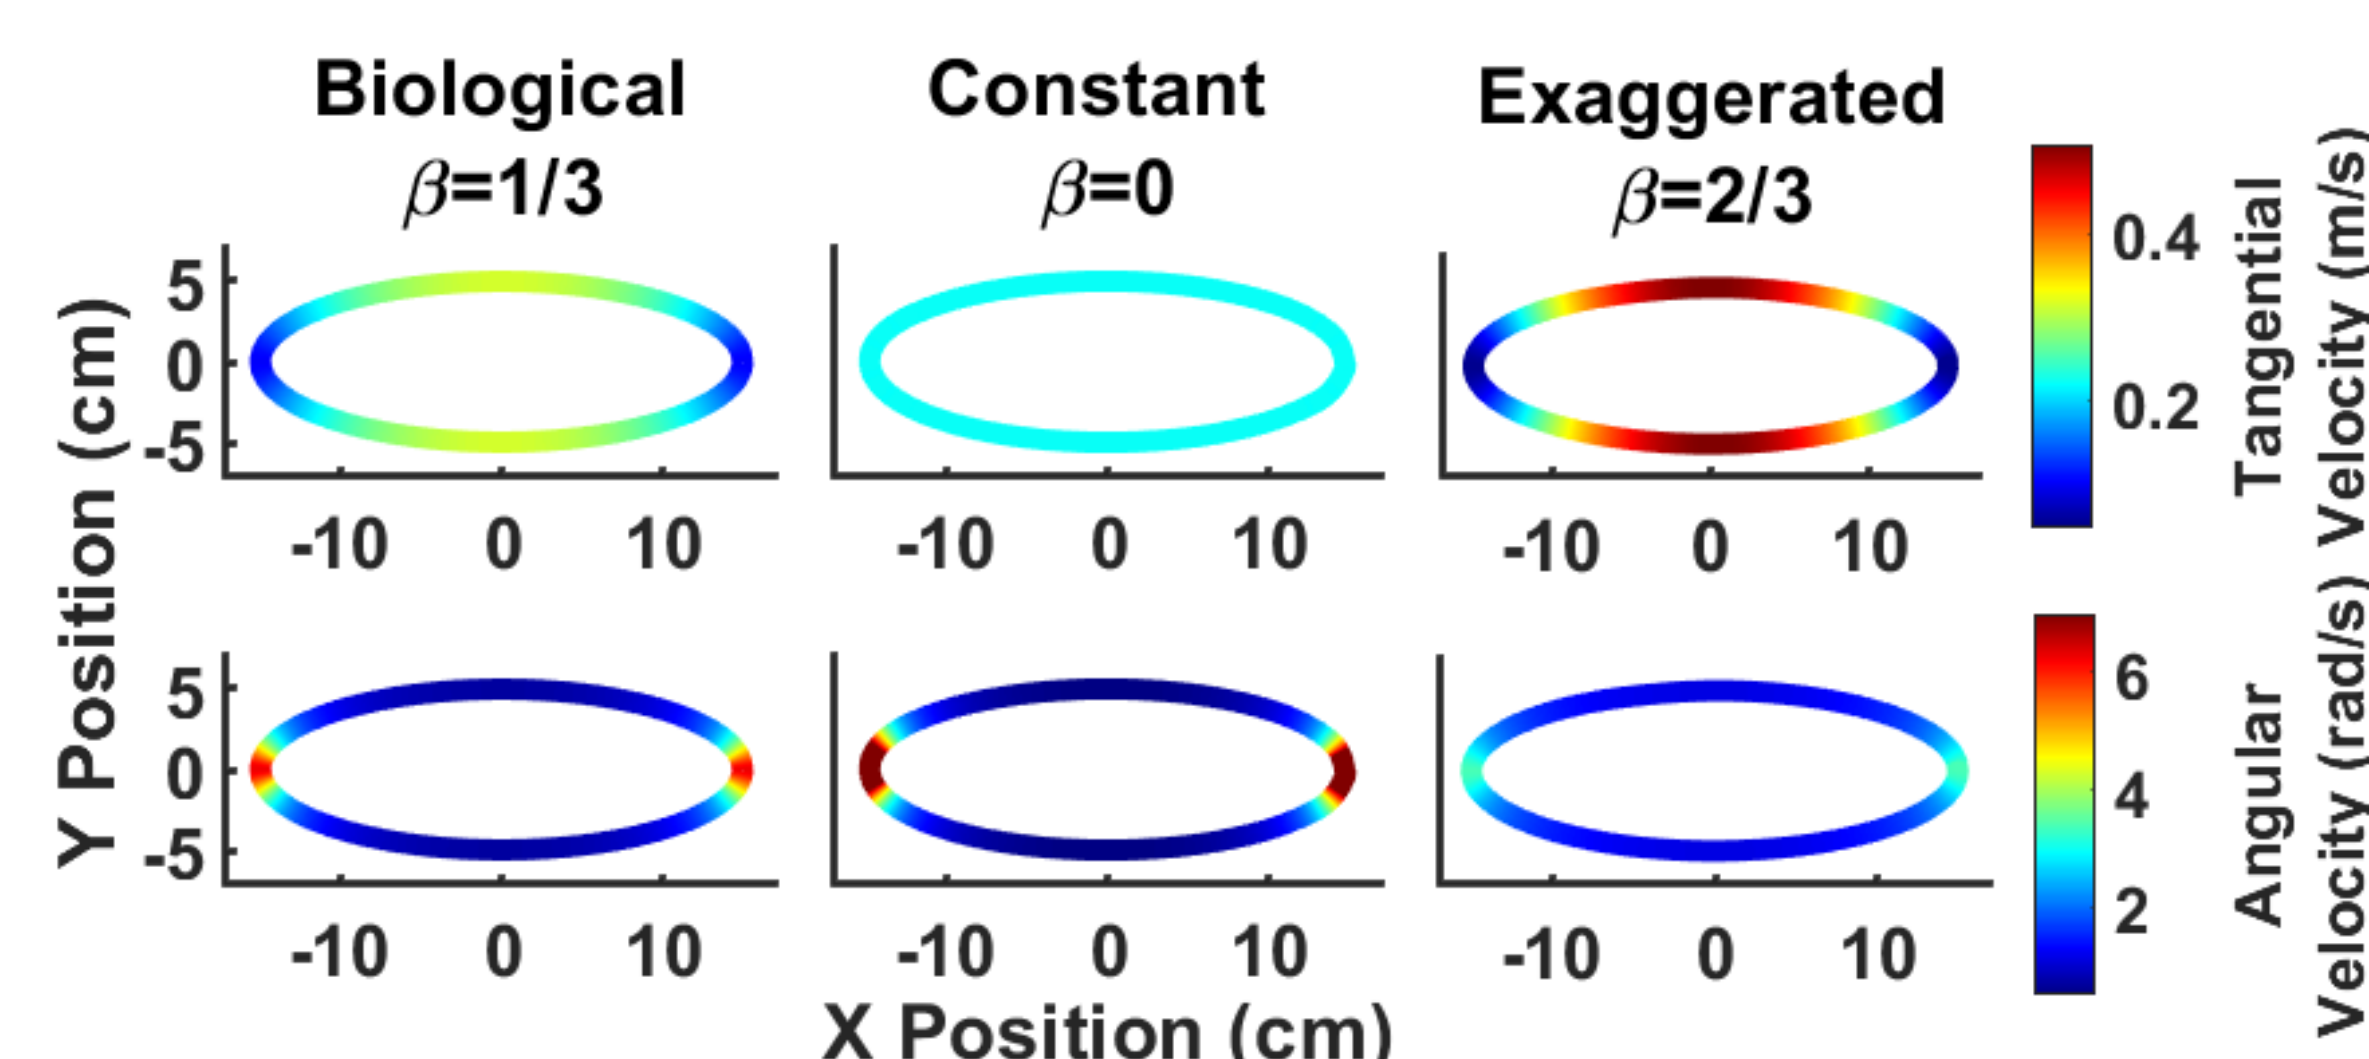 Biological
β=1/3
Constant
β=0
Exaggerated
β=2/3
Y Position (cm)
5
0
-5
-10 0 10
-10 0 10
-10 0 10
0.4
0.2
Tangential
Velocity (m/s)
5
0
-5
-10 0 10
-10 0 10
-10 0 10
6
4
2
Angular
Velocity (rad/s)
X Position (cm)